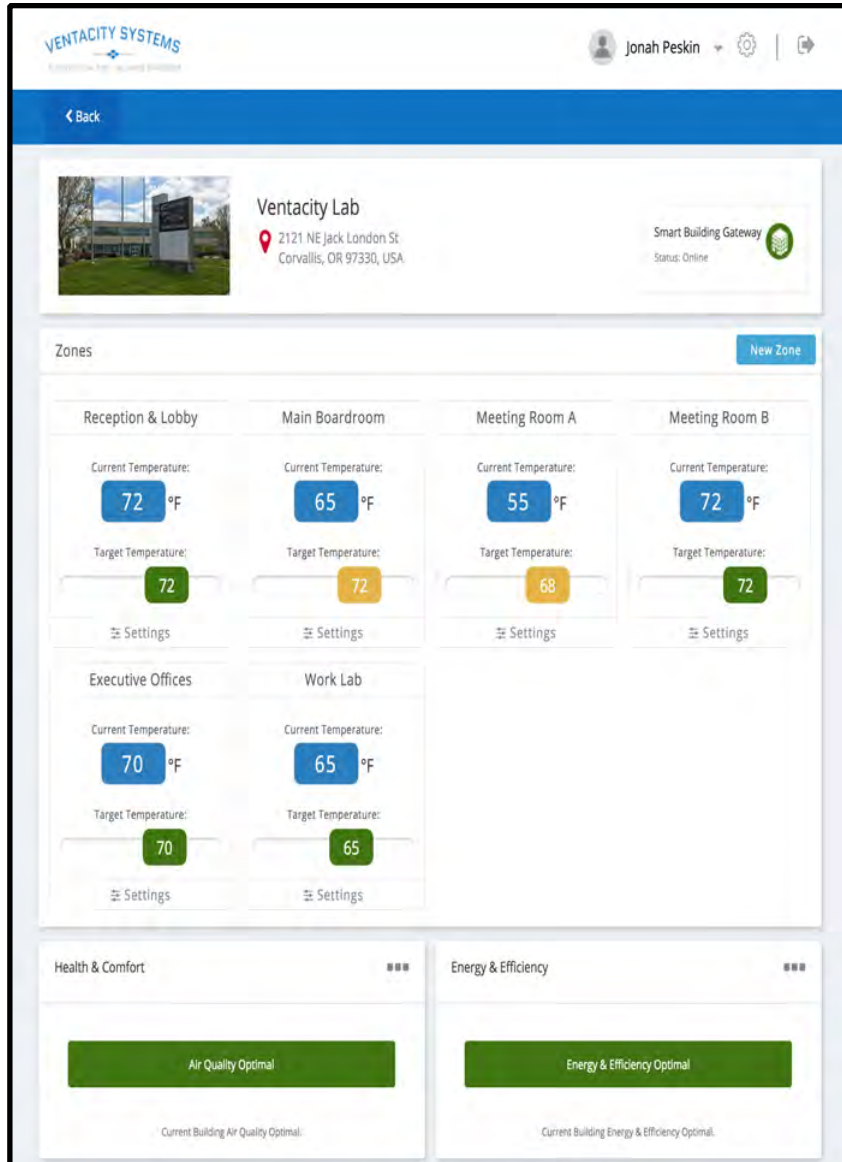 VENTACITY SYSTEMS
Jonah Peskin
Back
Ventacity Lab
2121 NE Jack London St
Corvallis, OR 97330, USA
Smart Building Gateway
Status: Online
Zones
New Zone
Reception & Lobby
Current Temperature:
72 °F
Target Temperature:
72
Settings
Main Boardroom
Current Temperature:
65 °F
Target Temperature:
72
Settings
Meeting Room A
Current Temperature:
55 °F
Target Temperature:
68
Settings
Meeting Room B
Current Temperature:
72 °F
Target Temperature:
72
Settings
Executive Offices
Current Temperature:
70 °F
Target Temperature:
70
Settings
Work Lab
Current Temperature:
65 °F
Target Temperature:
65
Settings
Health & Comfort
Air Quality Optimal
Current Building Air Quality Optimal.
Energy & Efficiency
Energy & Efficiency Optimal
Current Building Energy & Efficiency Optimal.